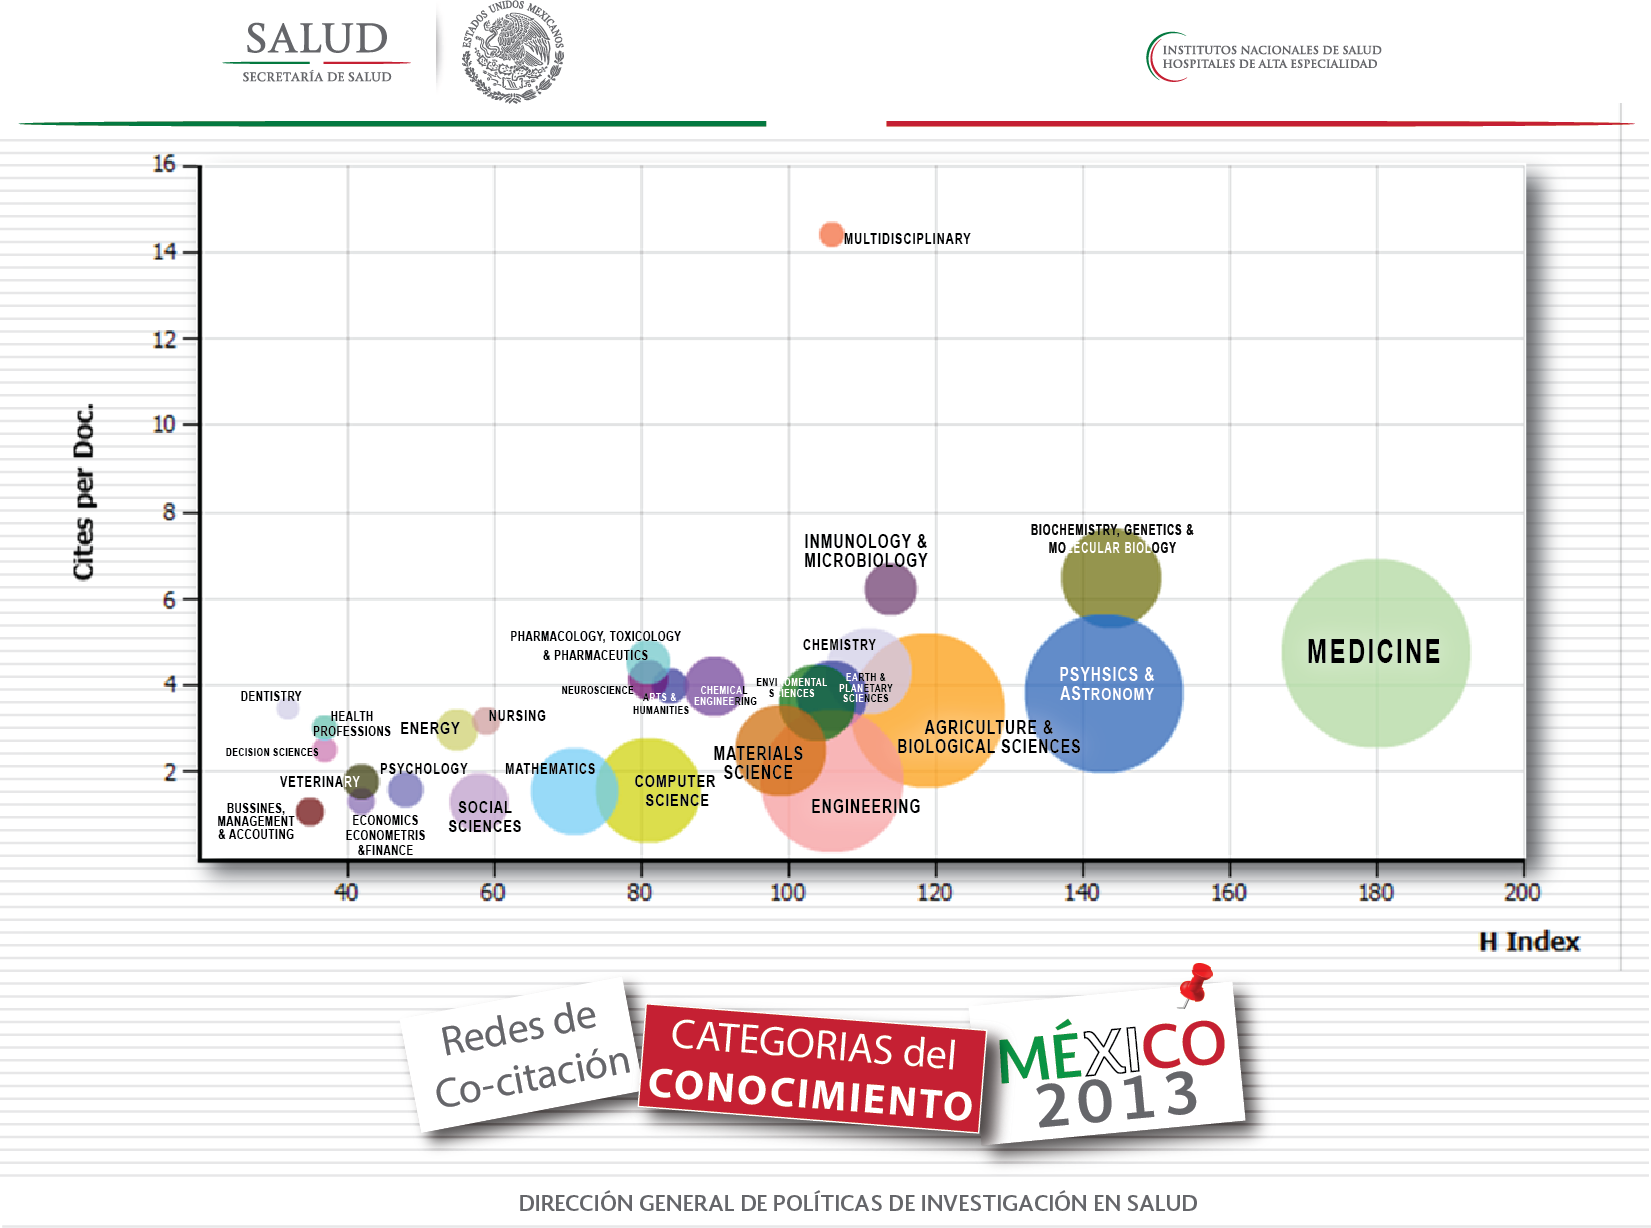 SALUD
SECRETARÍA DE SALUD
ESTADOS UNIDOS MEXICANOS
INSTITUTOS NACIONALES DE SALUD
HOSPITALES DE ALTA ESPECIALIDAD
16
14
12
10
8
6
4
2
Cites per Doc.
MULTIDISCIPLINARY
INMUNOLOGY &
MICROBIOLOGY
BIOCHEMISTRY, GENETICS &
MOLECULAR BIOLOGY
MEDICINE
PHARMACOLOGY, TOXICOLOGY
& PHARMACEUTICS
CHEMISTRY
PSYHSICS &
ASTRONOMY
NEUROSCIENCE
ARTS &
HUMANITIES
CHEMICAL
ENGINEERING
ENVIROMENTAL
SCIENCES
EARTH &
PLANETARY
SCIENCES
DENTISTRY
HEALTH
PROFESSIONS
ENERGY
NURSING
AGRICULTURE &
BIOLOGICAL SCIENCES
DECISION SCIENCES
MATERIALS
SCIENCE
VETERINARY
PSYCHOLOGY
MATHEMATICS
COMPUTER
SCIENCE
ENGINEERING
BUSSINES,
MANAGEMENT
& ACCOUTING
ECONOMICS
ECONOMETRIS
&FINANCE
SOCIAL
SCIENCES
40
60
80
100
120
140
160
180
200
H Index
Redes de
Co-citación
CATEGORIAS del
CONOCIMIENTO
MÉXICO
2013
DIRECCIÓN GENERAL DE POLÍTICAS DE INVESTIGACIÓN EN SALUD